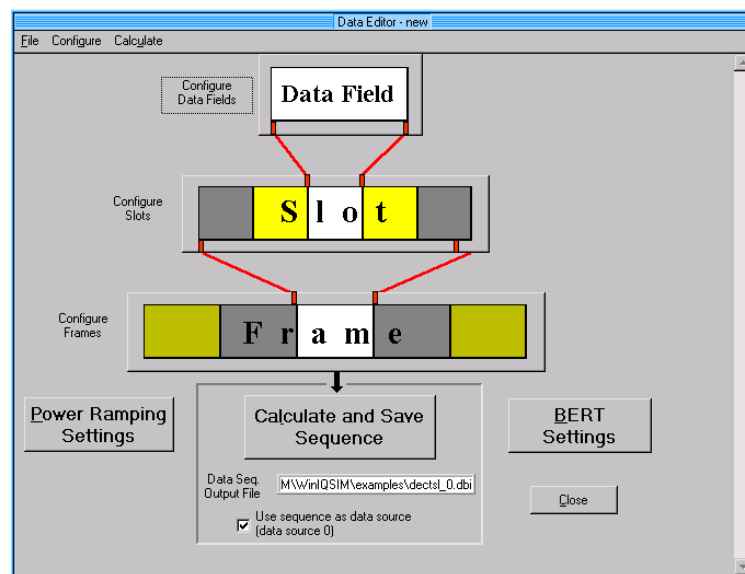 Data Editor - new
File Configure Calculate
Configure
Data Fields
Data Field
Configure
Slots
Slot
Configure
Frames
Frame
Power Ramping
Settings
Calculate and Save
Sequence
BERT
Settings
Data Seq.
Output File
M\WinIQSIM\examples\dectsl_0.dbi
Use sequence as data source
(data source 0)
Close